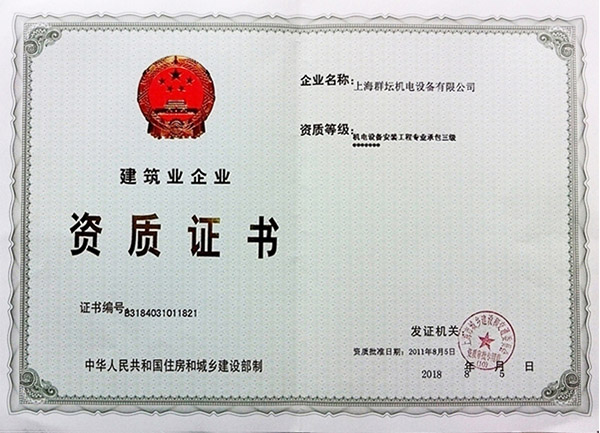 建筑业企业
资质证书
证书编号：B3184031011821
中华人民共和国住房和城乡建设部制
企业名称：上海群坛机电设备有限公司
资质等级：机电设备安装工程专业承包三级
********
发证机关
资质批准日期：2011年8月5日
2018 年 8 月 5 日